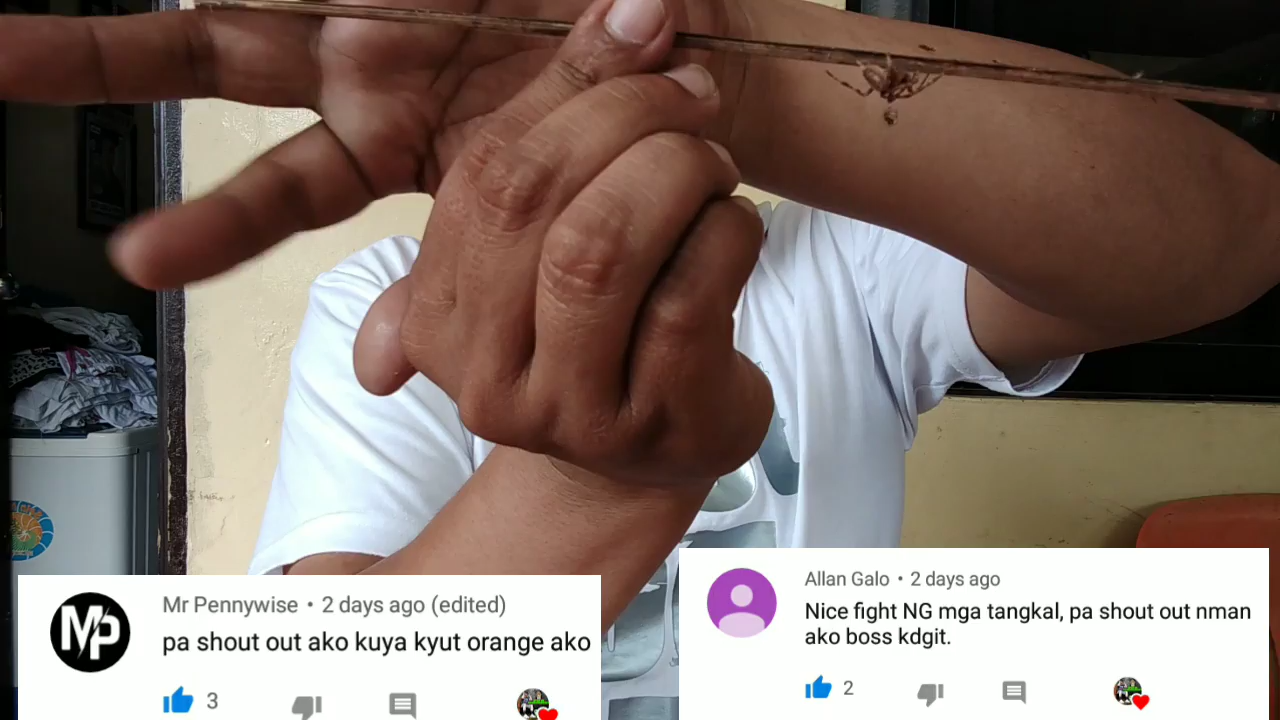 MP
Mr Pennywise • 2 days ago (edited)
pa shout out ako kuya kyut orange ako
3
Allan Galo • 2 days ago
Nice fight NG mga tangkal, pa shout out nman
ako boss kdgit.
2